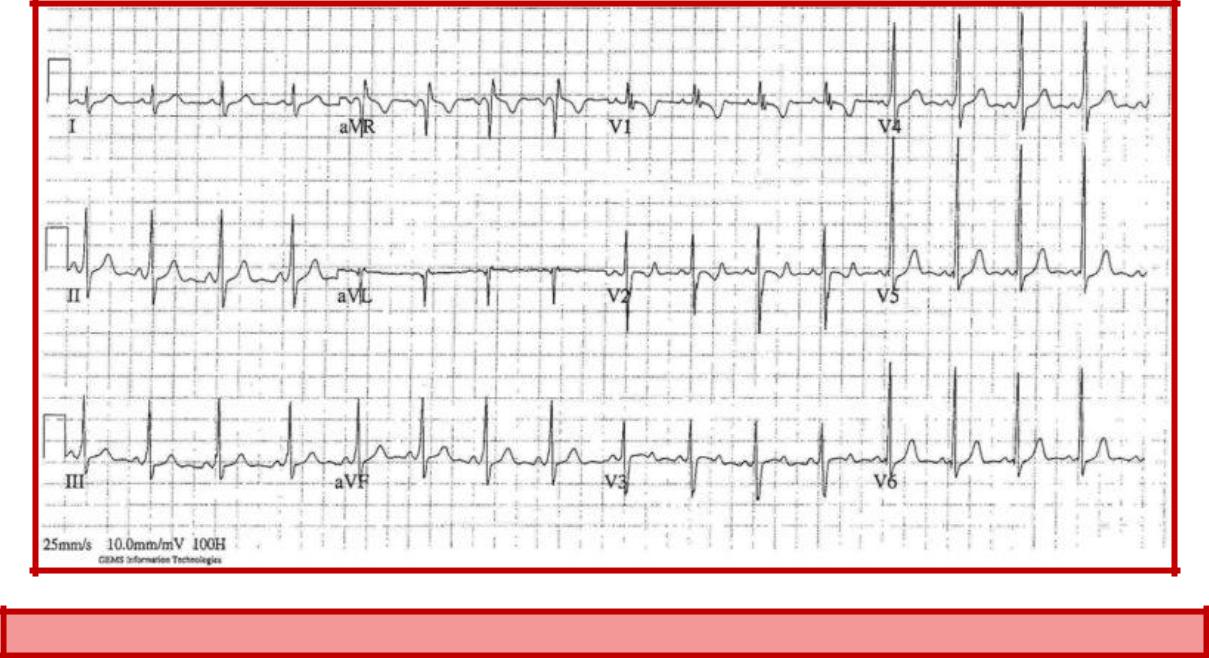 I aVR V1 V4
II aVL V2 V5
III aVF V3 V6
25mm/s 10.0mm/mV 100H
GEMS Information Technologies